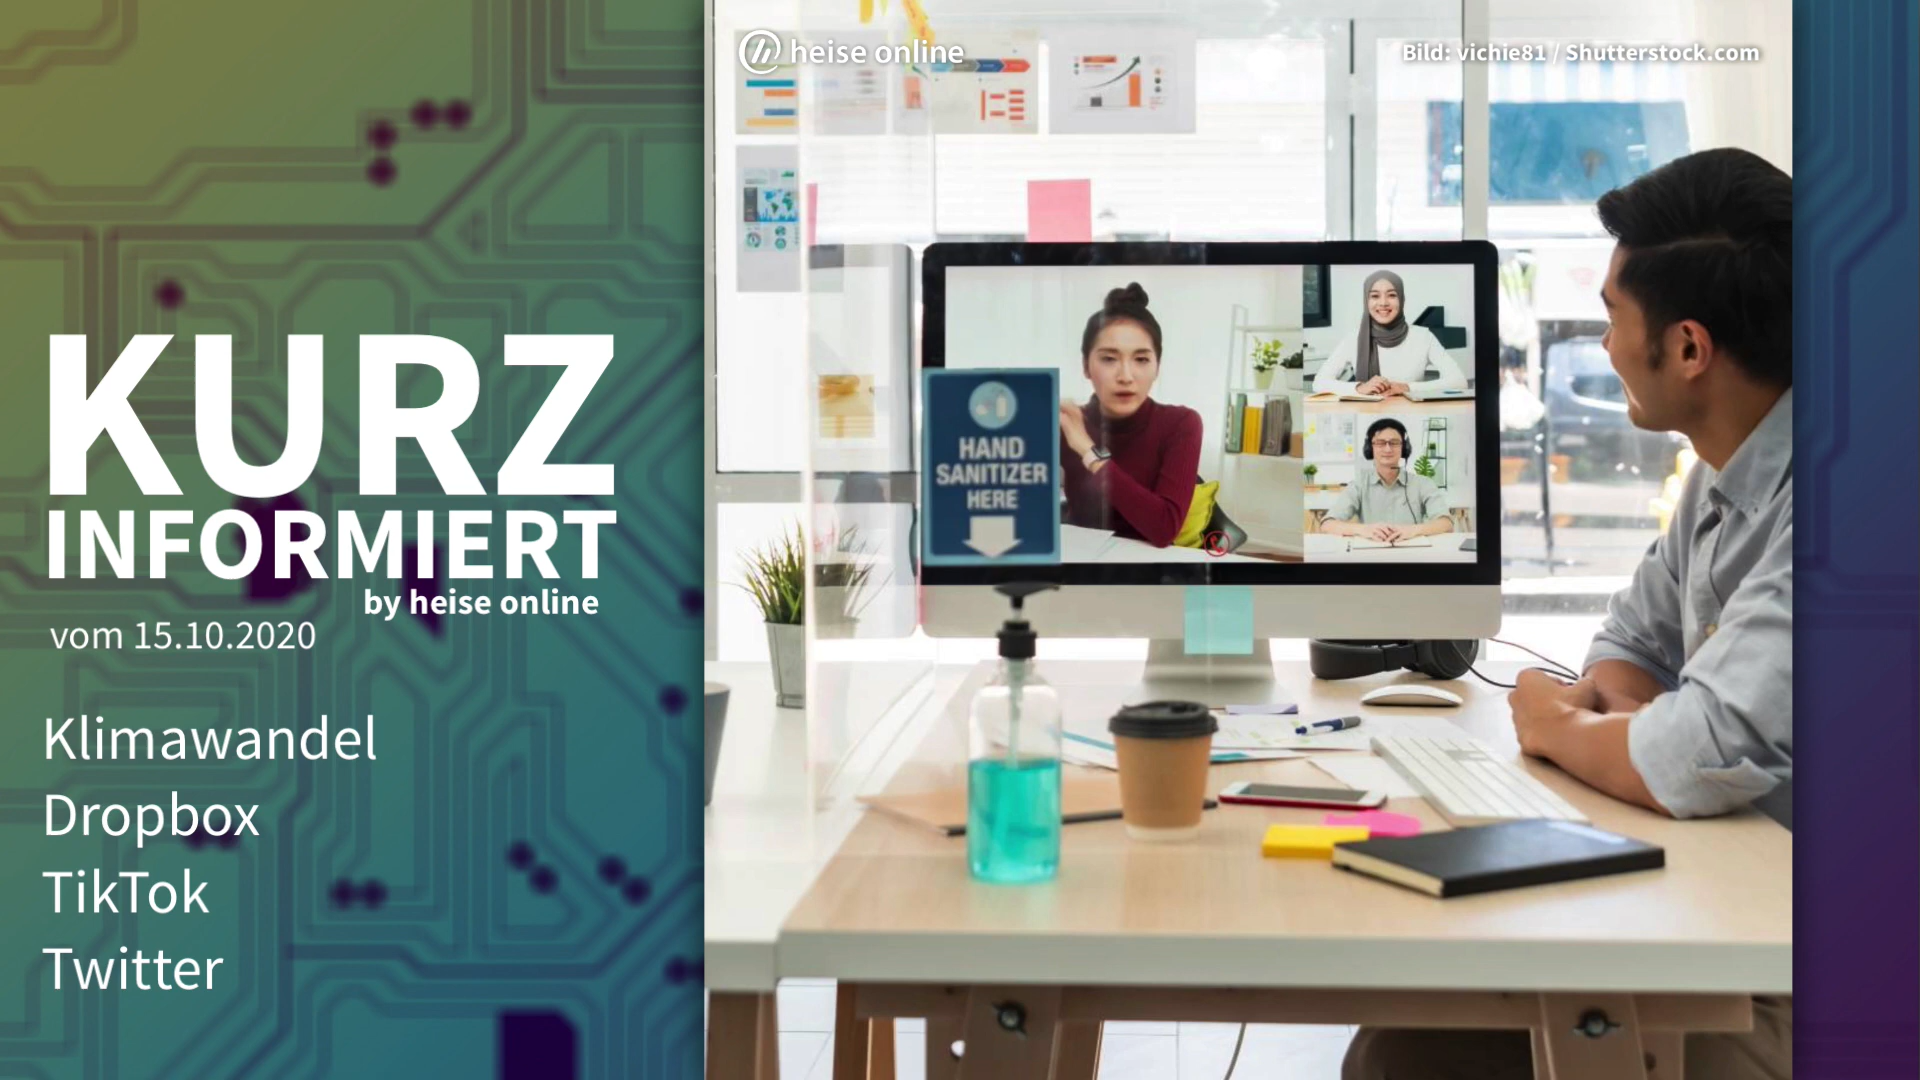 KURZ
INFORMIERT
by heise online
vom 15.10.2020
Klimawandel
Dropbox
TikTok
Twitter
heise online
Bild: vichie81 / Shutterstock.com
HAND
SANITIZER
HERE